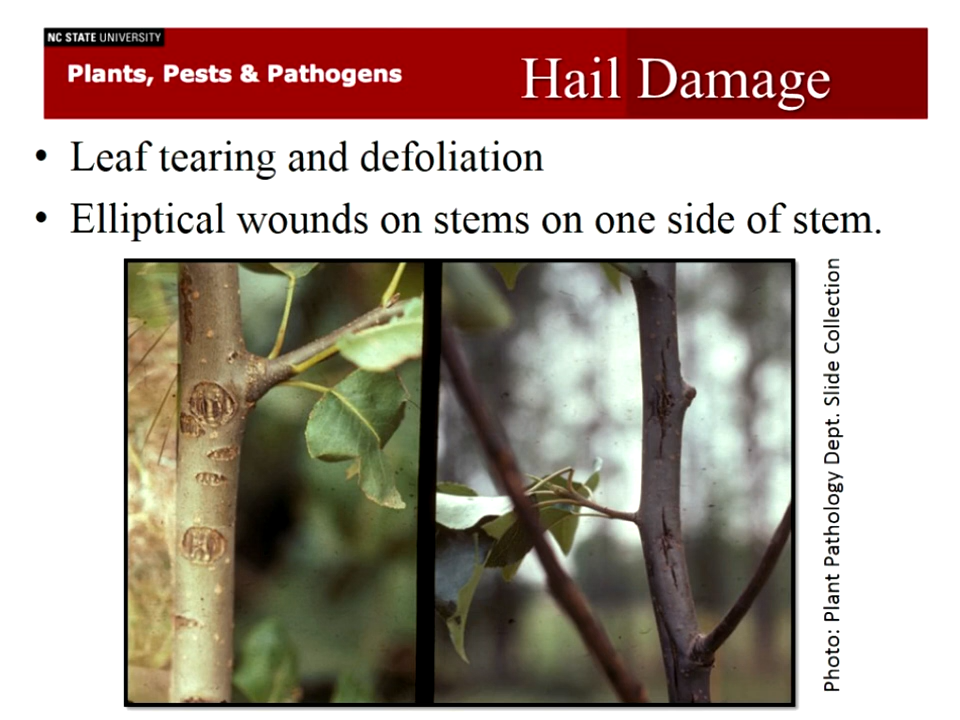 NC STATE UNIVERSITY
Plants, Pests & Pathogens
Hail Damage
• Leaf tearing and defoliation
• Elliptical wounds on stems on one side of stem.
Photo: Plant Pathology Dept. Slide Collection